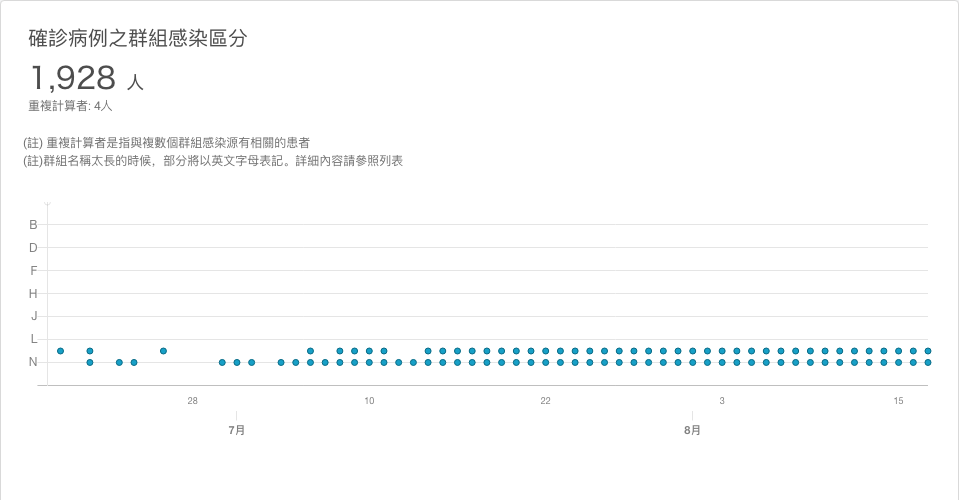 確診病例之群組感染區分
1,928 人
重複計算者: 4人
(註) 重複計算者是指與複數個群組感染源有相關的患者
(註)群組名稱太長的時候，部分將以英文字母表記。詳細內容請參照列表
B
D
F
H
J
L
N
28 10 22 3 15
7月 8月